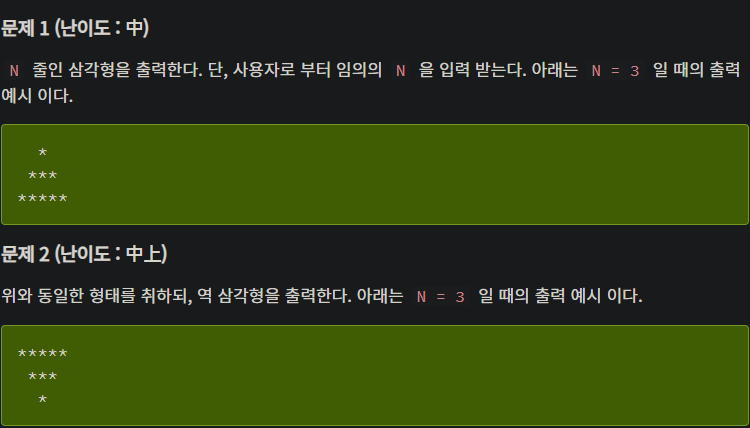 문제 1 (난이도 : 中)
N 줄인 삼각형을 출력한다. 단, 사용자로 부터 임의의 N 을 입력 받는다. 아래는 N = 3 일 때의 출력
예시 이다.
  *
 ***
*****
문제 2 (난이도 : 中上)
위와 동일한 형태를 취하되, 역 삼각형을 출력한다. 아래는 N = 3 일 때의 출력 예시 이다.
*****
 ***
  *